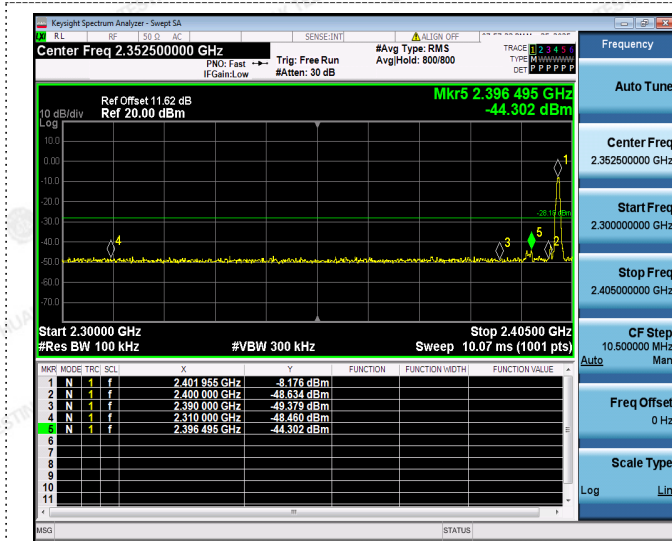 Keysight Spectrum Analyzer - Swept SA
LXI RL RF 50 Ω AC SENSE:INT ALIGN OFF
Center Freq 2.352500000 GHz
PNO: Fast
IFGain:Low
Trig: Free Run
#Atten: 30 dB
#Avg Type: RMS
Avg|Hold: 800/800
TRACE 1 2 3 4 5 6
TYPE M W W W W W
DET P P P P P P
Ref Offset 11.62 dB
10 dB/div Ref 20.00 dBm
Log
Mkr5 2.396 495 GHz
-44.302 dBm
10.0
0.00
-10.0
-20.0
-30.0
-40.0
-50.0
-60.0
-70.0
1
2
3
4
5
Start 2.30000 GHz Stop 2.40500 GHz
#Res BW 100 kHz #VBW 300 kHz Sweep 10.07 ms (1001 pts)
MKR MODE TRC SCL X Y FUNCTION FUNCTION WIDTH FUNCTION VALUE
1 N 1 f 2.401 955 GHz -8.176 dBm
2 N 1 f 2.400 000 GHz -48.634 dBm
3 N 1 f 2.390 000 GHz -49.379 dBm
4 N 1 f 2.310 000 GHz -48.460 dBm
5 N 1 f 2.396 495 GHz -44.302 dBm
6
7
8
9
10
11
MSG STATUS
Frequency
Auto Tune
Center Freq
2.352500000 GHz
Start Freq
2.300000000 GHz
Stop Freq
2.405000000 GHz
CF Step
10.500000 MHz
Auto Man
Freq Offset
0 Hz
Scale Type
Log Lin